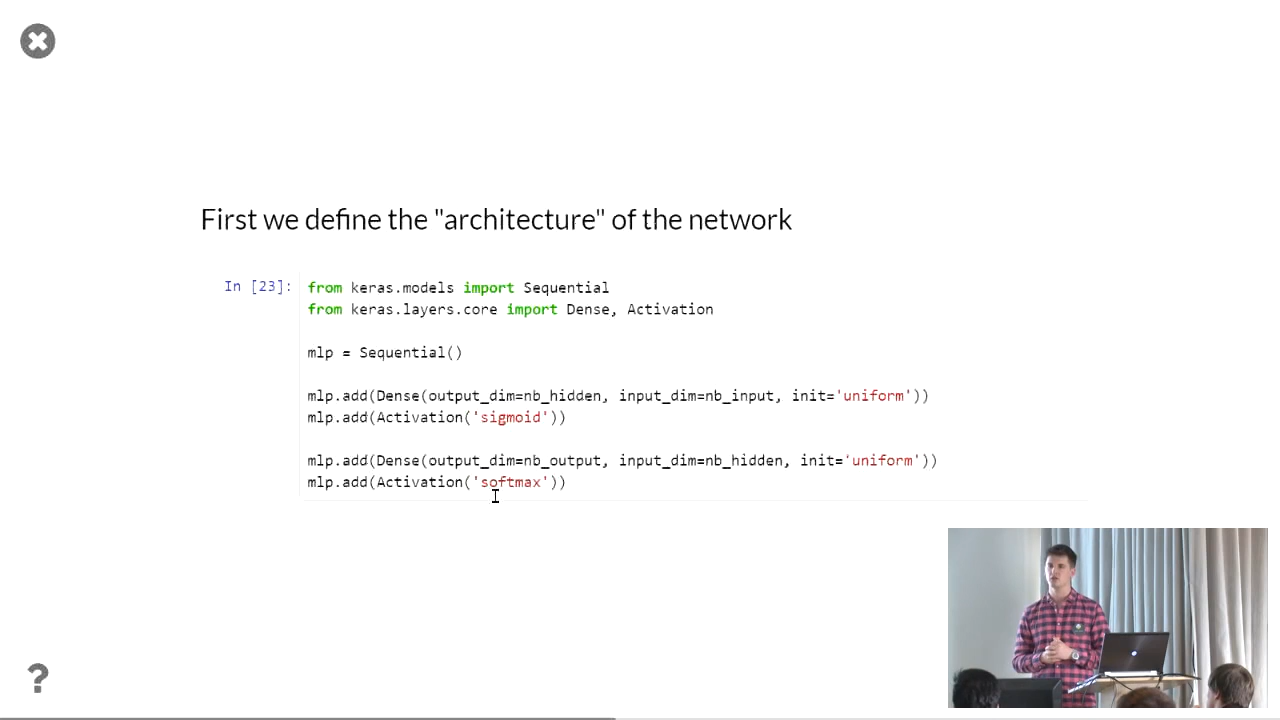 First we define the "architecture" of the network
In [23]:
from keras.models import Sequential
from keras.layers.core import Dense, Activation
mlp = Sequential()
mlp.add(Dense(output_dim=nb_hidden, input_dim=nb_input, init='uniform'))
mlp.add(Activation('sigmoid'))
mlp.add(Dense(output_dim=nb_output, input_dim=nb_hidden, init='uniform'))
mlp.add(Activation('softmax'))
?